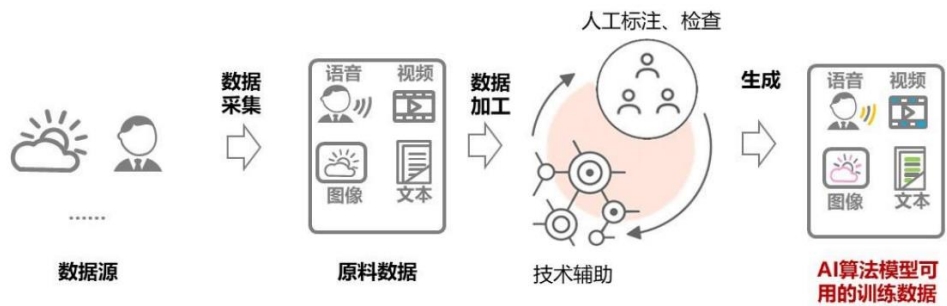 人工标注、检查
数据
采集
语音 视频
图像 文本
数据
加工
生成
语音 视频
图像 文本
......
数据源
原料数据
技术辅助
AI算法模型可
用的训练数据